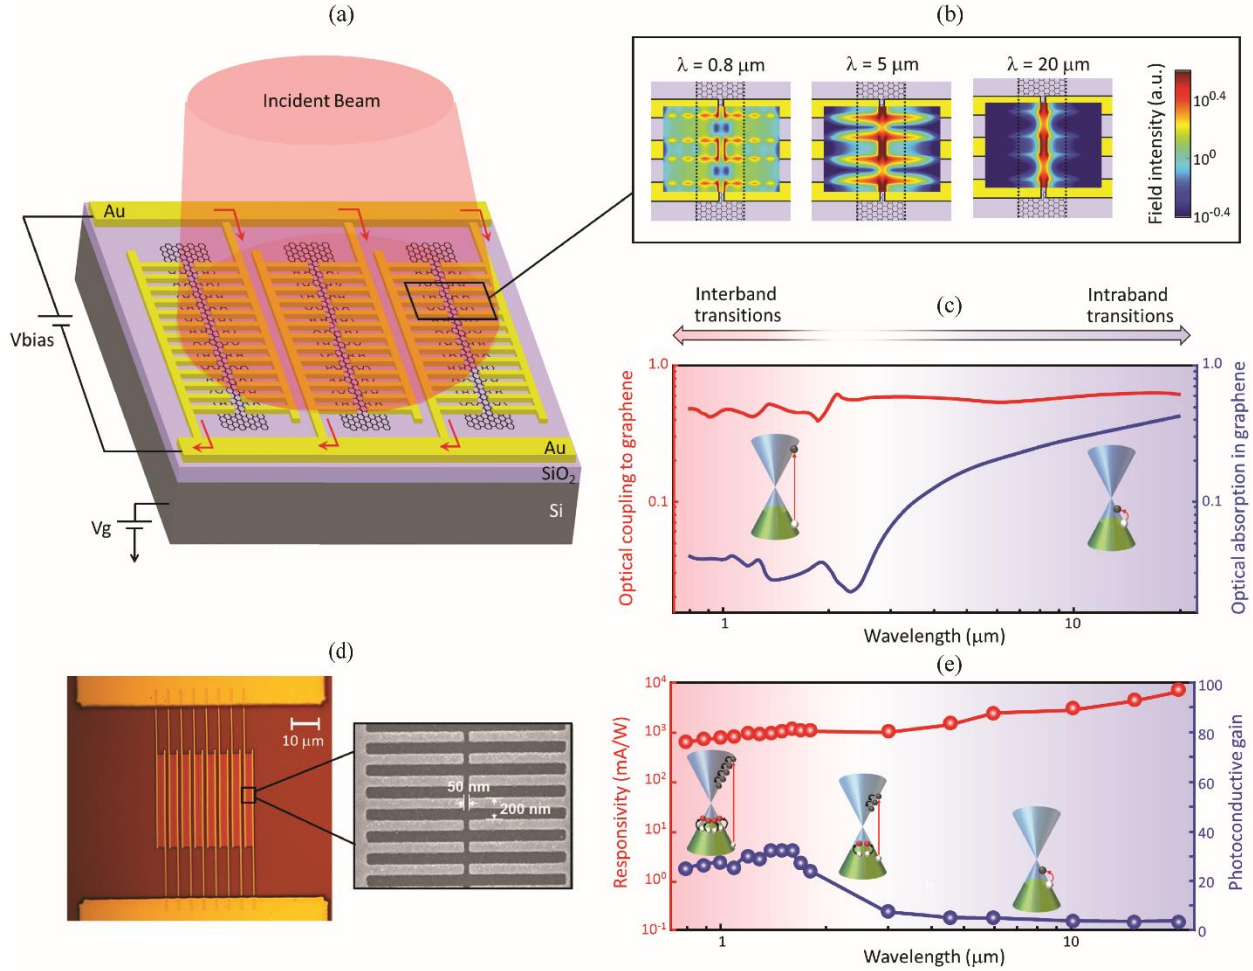 (a)
Incident Beam
Au
Vbias
Au
SiO2
Si
Vg
(b)
λ = 0.8 µm
λ = 5 µm
λ = 20 µm
Field intensity (a.u.)
10^0.4
10^0
10^-0.4
(c)
Interband
transitions
Intraband
transitions
Optical coupling to graphene
1.0
0.1
1.0
0.1
Optical absorption in graphene
1
10
Wavelength (µm)
(d)
10 µm
50 nm
200 nm
(e)
Responsivity (mA/W)
10^4
10^3
10^2
10^1
10^0
10^-1
100
80
60
40
20
0
Photoconductive gain
1
10
Wavelength (µm)